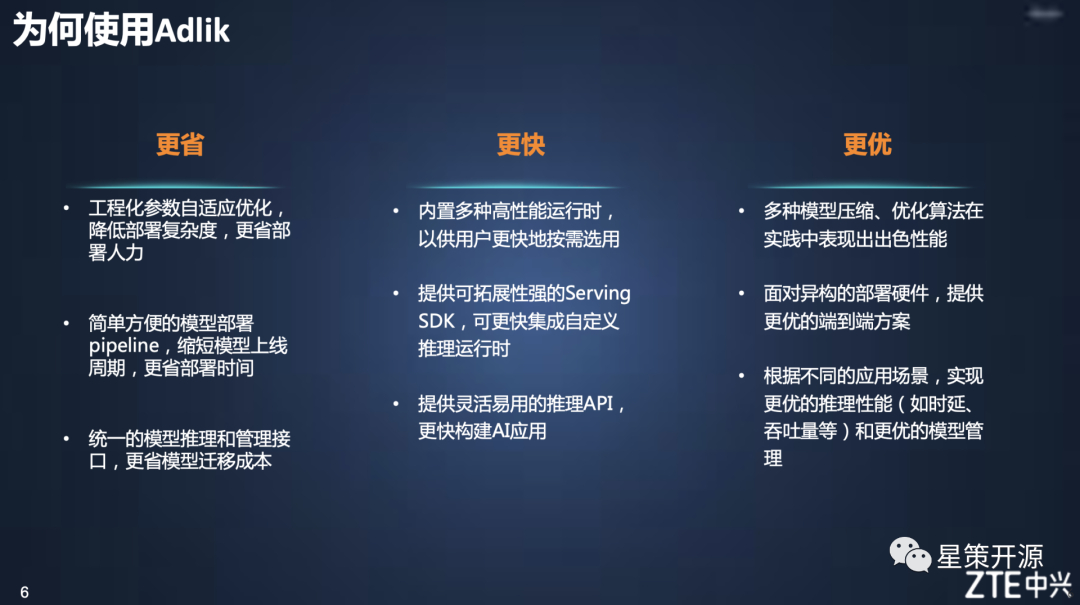 为何使用Adlik
更省
• 工程化参数自适应优化，
降低部署复杂度，更省部
署人力
• 简单方便的模型部署
pipeline，缩短模型上线
周期，更省部署时间
• 统一的模型推理和管理接
口，更省模型迁移成本
更快
• 内置多种高性能运行时，
以供用户更快地按需选用
• 提供可拓展性强的Serving
SDK，可更快集成自定义
推理运行时
• 提供灵活易用的推理API，
更快构建AI应用
更优
• 多种模型压缩、优化算法在
实践中表现出出色性能
• 面对异构的部署硬件，提供
更优的端到端方案
• 根据不同的应用场景，实现
更优的推理性能（如时延、
吞吐量等）和更优的模型管
理
星策开源
ZTE中兴
6